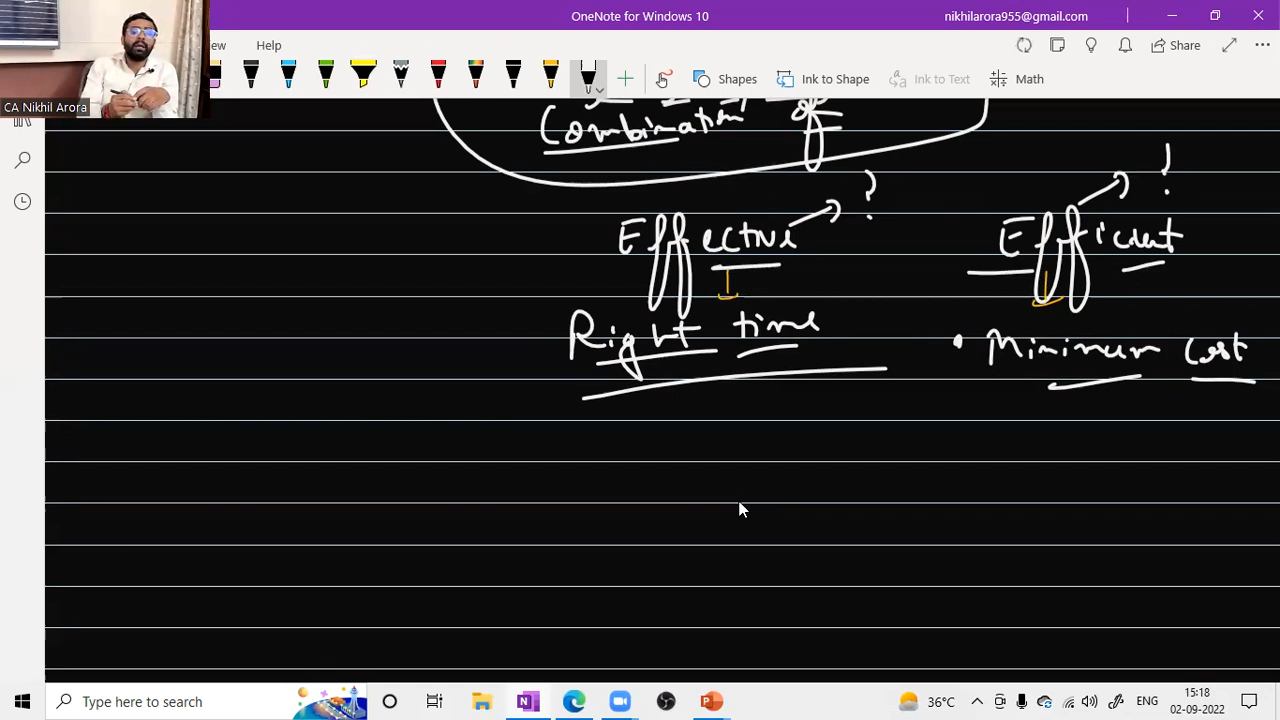 OneNote for Windows 10
nikhilarora955@gmail.com
ew Help
Share
Shapes
Ink to Shape
Ink to Text
Math
CA Nikhil Arora
Combination of
Effective → ?
Efficient → ?
Right time
• Minimum Cost
Type here to search
36°C
ENG
15:18
02-09-2022